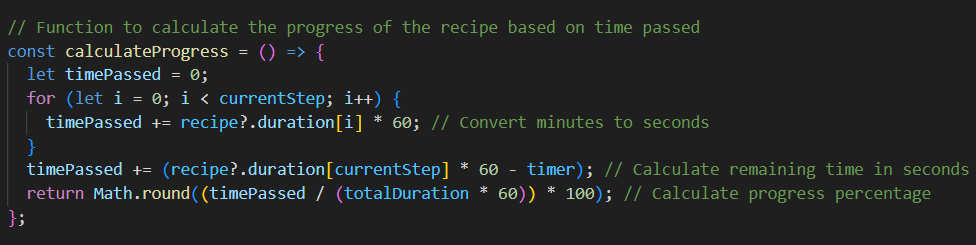 // Function to calculate the progress of the recipe based on time passed
const calculateProgress = () => {
let timePassed = 0;
for (let i = 0; i < currentStep; i++) {
timePassed += recipe?.duration[i] * 60; // Convert minutes to seconds
}
timePassed += (recipe?.duration[currentStep] * 60 - timer); // Calculate remaining time in seconds
return Math.round((timePassed / (totalDuration * 60)) * 100); // Calculate progress percentage
};